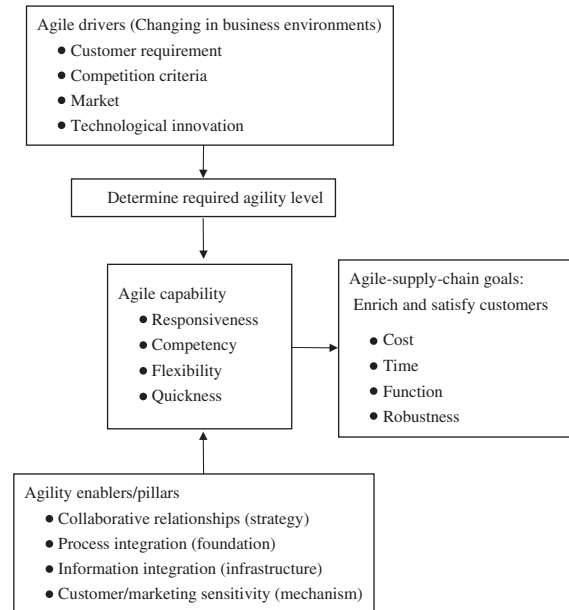 Agile drivers (Changing in business environments)
● Customer requirement
● Competition criteria
● Market
● Technological innovation
Determine required agility level
Agile capability
● Responsiveness
● Competency
● Flexibility
● Quickness
Agile-supply-chain goals:
Enrich and satisfy customers
● Cost
● Time
● Function
● Robustness
Agility enablers/pillars
● Collaborative relationships (strategy)
● Process integration (foundation)
● Information integration (infrastructure)
● Customer/marketing sensitivity (mechanism)